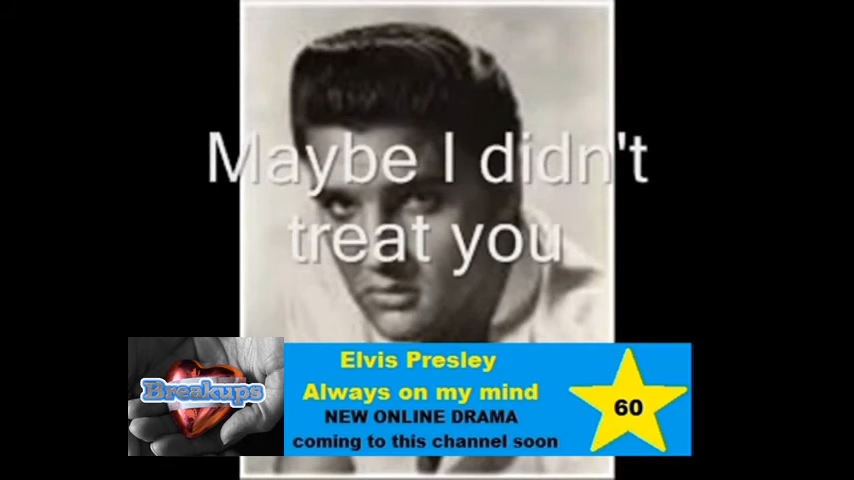 Maybe I didn't
treat you
Breakups
Elvis Presley
Always on my mind
NEW ONLINE DRAMA
coming to this channel soon
60